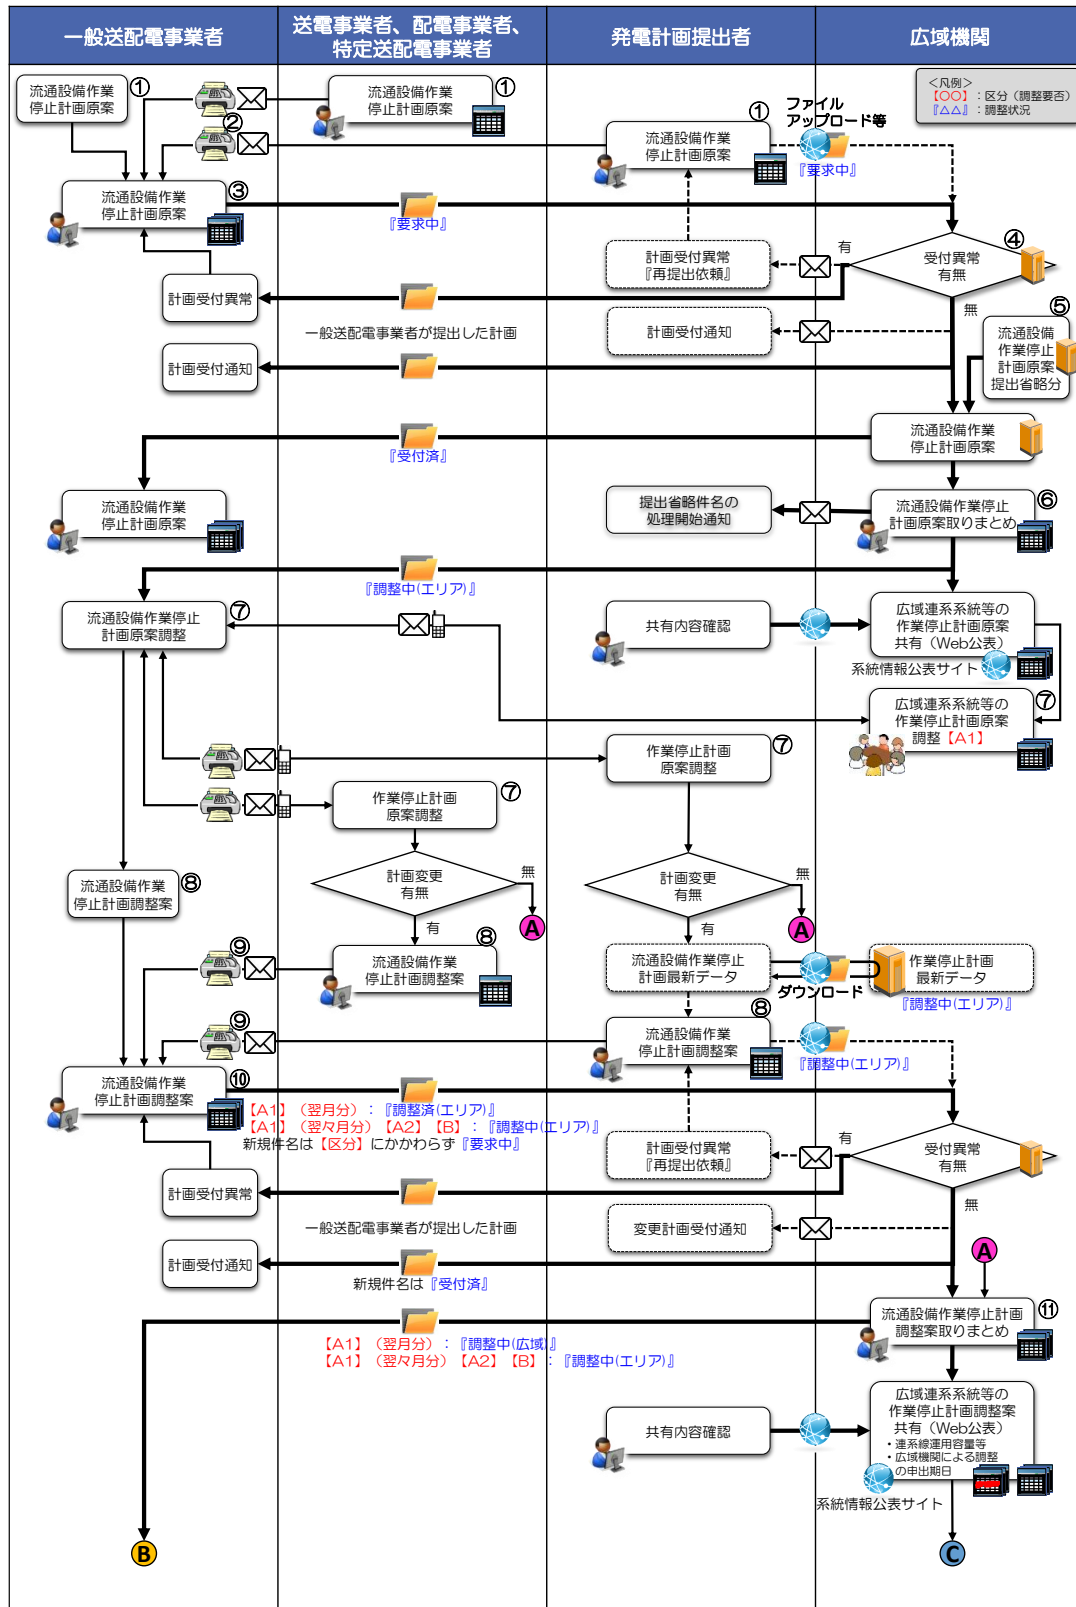 一般送配電事業者
送電事業者、配電事業者、
特定送配電事業者
発電計画提出者
広域機関
<凡例>
【〇〇】：区分（調整要否）
『△△』：調整状況
流通設備作業
停止計画原案
①
流通設備作業
停止計画原案
①
②
①
流通設備作業
停止計画原案
ファイル
アップロード等
『要求中』
流通設備作業
停止計画原案
③
『要求中』
計画受付異常
『再提出依頼』
有
受付異常
有無
④
計画受付異常
一般送配電事業者が提出した計画
計画受付通知
無
⑤
流通設備
作業停止
計画原案
提出省略分
計画受付通知
流通設備作業
停止計画原案
『受付済』
流通設備作業
停止計画原案
提出省略件名の
処理開始通知
流通設備作業停止
計画原案取りまとめ
⑥
『調整中(エリア)』
流通設備作業停止
計画原案調整
⑦
共有内容確認
広域連系系統等の
作業停止計画原案
共有（Web公表）
系統情報公表サイト
広域連系系統等の
作業停止計画原案
調整【A1】
⑦
作業停止計画
原案調整
⑦
作業停止計画
原案調整
⑦
計画変更
有無
無
計画変更
有無
無
流通設備作業
停止計画調整案
⑧
A
A
有
有
⑨
流通設備作業
停止計画調整案
⑧
流通設備作業停止
計画最新データ
ダウンロード
作業停止計画
最新データ
『調整中(エリア)』
⑨
流通設備作業
停止計画調整案
⑧
『調整中(エリア)』
流通設備作業
停止計画調整案
⑩
【A1】（翌月分）：『調整済(エリア)』
【A1】（翌々月分）【A2】【B】：『調整中(エリア)』
新規件名は【区分】にかかわらず『要求中』
計画受付異常
『再提出依頼』
有
受付異常
有無
計画受付異常
無
一般送配電事業者が提出した計画
変更計画受付通知
計画受付通知
A
新規件名は『受付済』
流通設備作業停止計画
調整案取りまとめ
⑪
【A1】（翌月分）：『調整中(広域)』
【A1】（翌々月分）【A2】【B】：『調整中(エリア)』
共有内容確認
広域連系系統等の
作業停止計画調整案
共有（Web公表）
・連系線運用容量等
・広域機関による調整
の申出期日
系統情報公表サイト
B
C